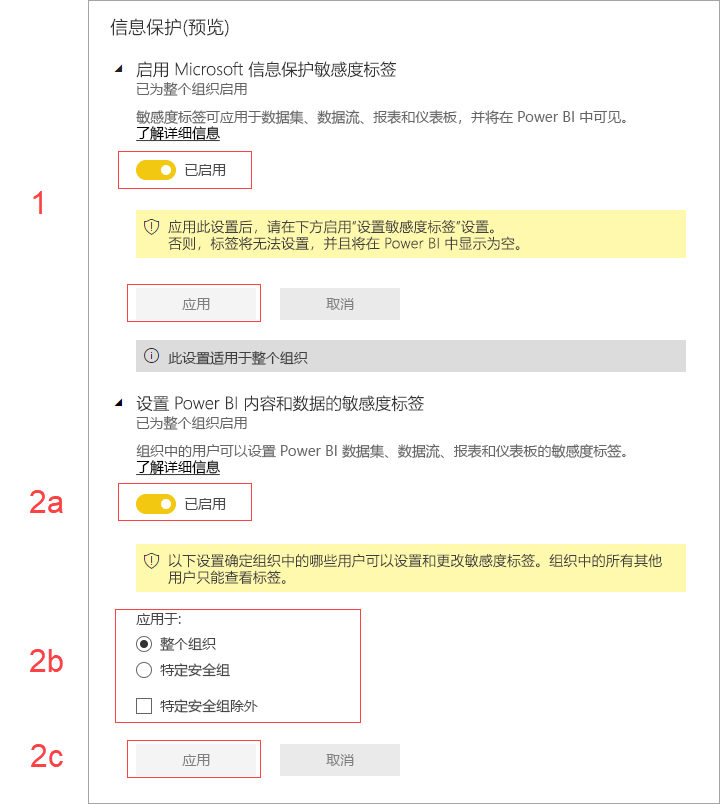 信息保护(预览)
启用 Microsoft 信息保护敏感度标签
已为整个组织启用
敏感度标签可应用于数据集、数据流、报表和仪表板，并将在 Power BI 中可见。
了解详细信息
已启用
1
应用此设置后，请在下方启用"设置敏感度标签"设置。
否则，标签将无法设置，并且将在 Power BI 中显示为空。
应用 取消
此设置适用于整个组织
设置 Power BI 内容和数据的敏感度标签
已为整个组织启用
组织中的用户可以设置 Power BI 数据集、数据流、报表和仪表板的敏感度标签。
了解详细信息
2a 已启用
以下设置确定组织中的哪些用户可以设置和更改敏感度标签。组织中的所有其他
用户只能查看标签。
应用于:
整个组织
2b
特定安全组
特定安全组除外
2c 应用 取消